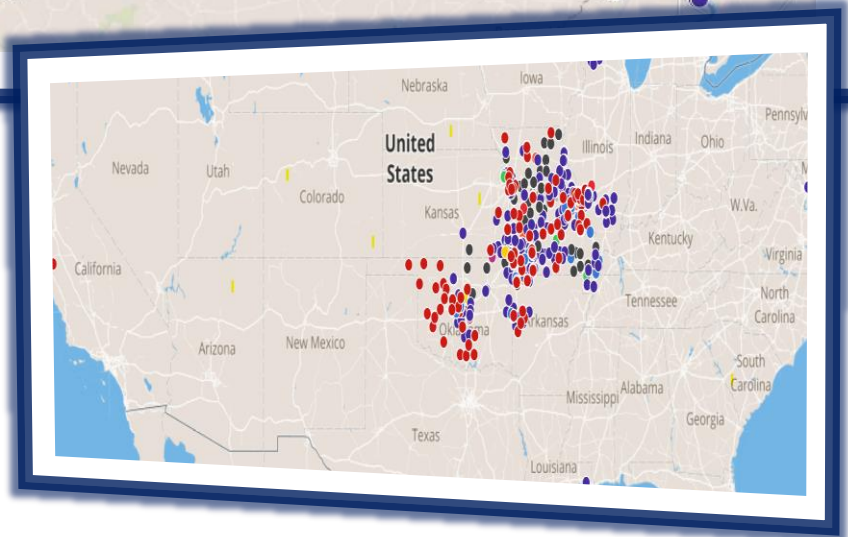 Nebraska
Iowa
Pennsylv
United
States
Nevada
Utah
Colorado
Kansas
Illinois
Indiana
Ohio
W.Va.
Kentucky
Virginia
California
Arizona
New Mexico
Oklahoma
Arkansas
Tennessee
North
Carolina
South
Carolina
Mississippi
Alabama
Georgia
Texas
Louisiana
M